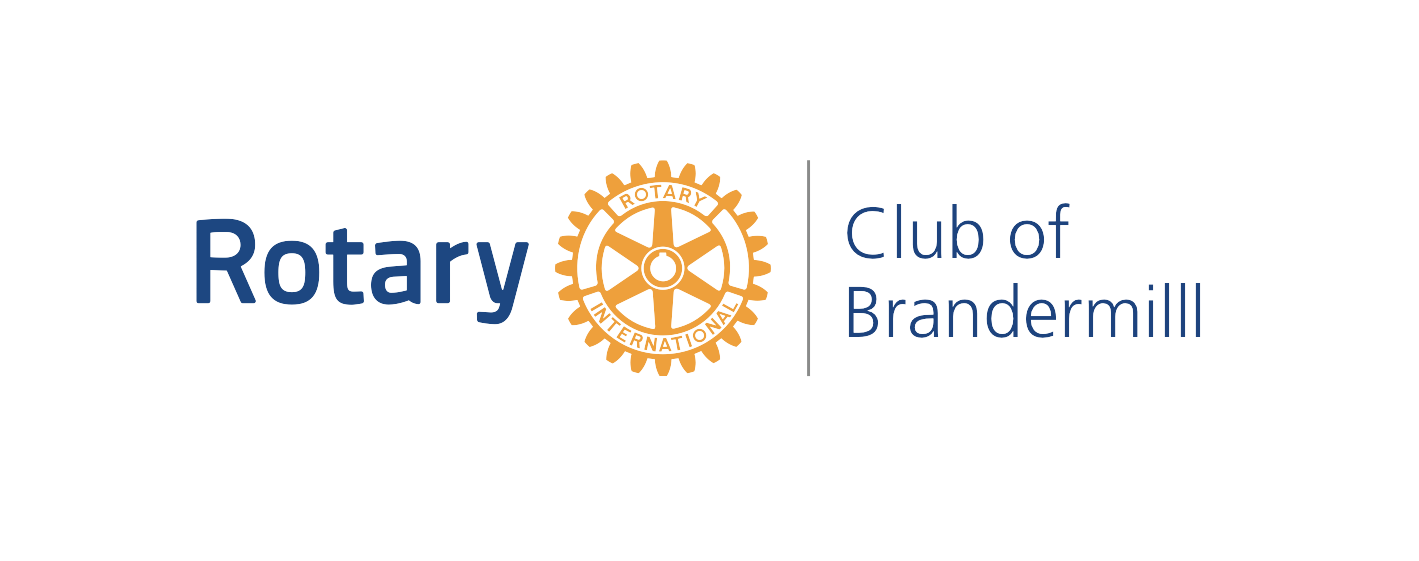 Rotary
ROTARY
INTERNATIONAL
Club of
Brandermilll